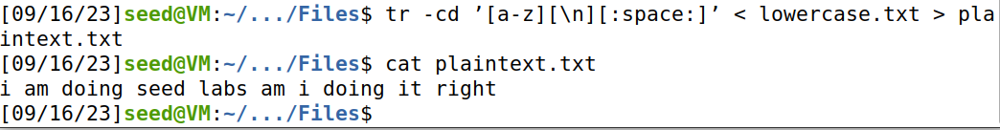 [09/16/23]seed@VM:~/.../Files$ tr -cd ’[a-z][\n][:space:]’ < lowercase.txt > pla
intext.txt
[09/16/23]seed@VM:~/.../Files$ cat plaintext.txt
i am doing seed labs am i doing it right
[09/16/23]seed@VM:~/.../Files$